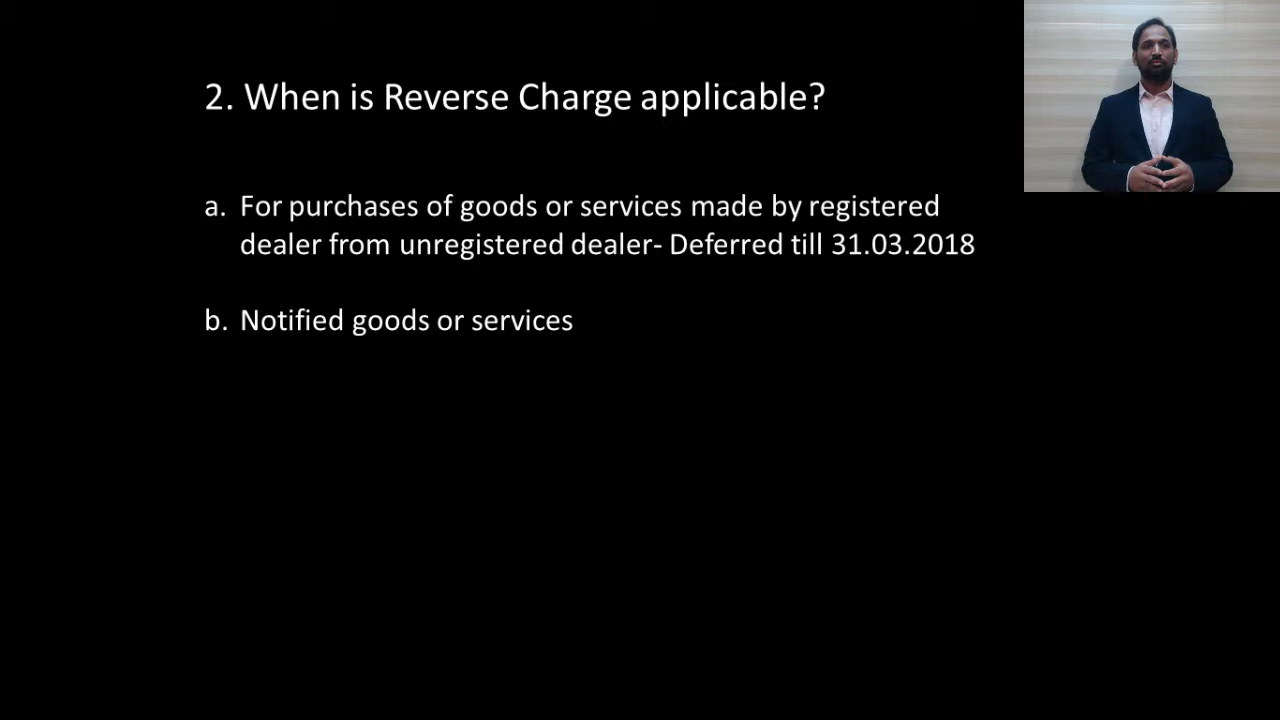 2. When is Reverse Charge applicable?
a. For purchases of goods or services made by registered
dealer from unregistered dealer- Deferred till 31.03.2018
b. Notified goods or services